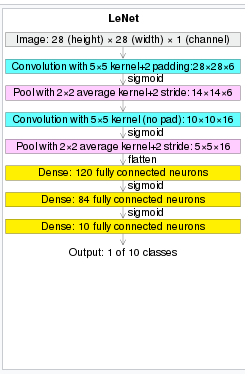 LeNet
Image: 28 (height) × 28 (width) × 1 (channel)
Convolution with 5×5 kernel+2 padding:28×28×6
sigmoid
Pool with 2×2 average kernel+2 stride: 14×14×6
Convolution with 5×5 kernel (no pad):10×10×16
sigmoid
Pool with 2×2 average kernel+2 stride: 5×5×16
flatten
Dense: 120 fully connected neurons
sigmoid
Dense: 84 fully connected neurons
sigmoid
Dense: 10 fully connected neurons
Output: 1 of 10 classes